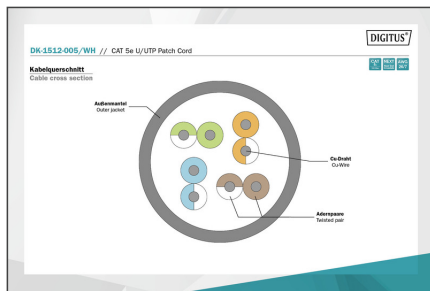 DIGITUS®
DK-1512-005/WH // CAT 5e U/UTP Patch Cord
Kabelquerschnitt
Cable cross section
Außenmantel
Outer jacket
Cu-Draht
Cu-Wire
Adernpaare
Twisted pair